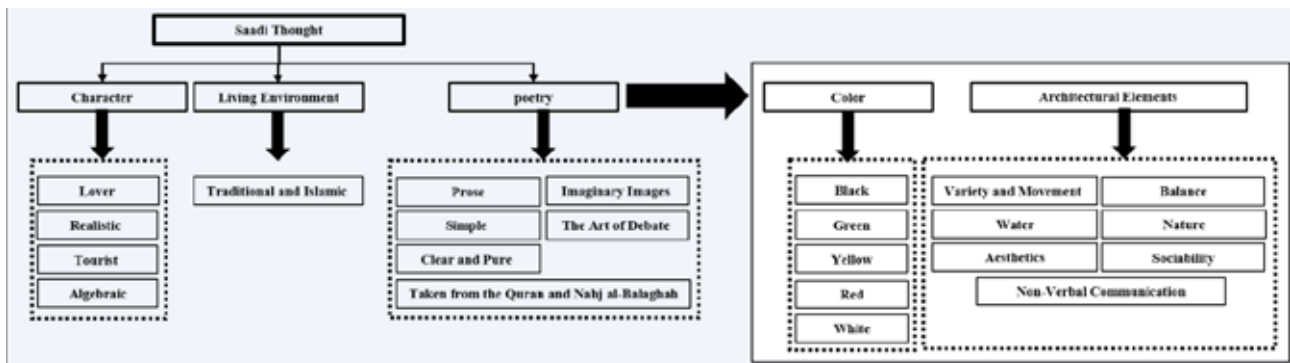 Saadi Thought
Character
Living Environment
poetry
Color
Architectural Elements
Lover
Realistic
Tourist
Algebraic
Traditional and Islamic
Prose
Imaginary Images
Simple
The Art of Debate
Clear and Pure
Taken from the Quran and Nahj al-Balaghah
Black
Green
Yellow
Red
White
Variety and Movement
Balance
Water
Nature
Aesthetics
Sociability
Non-Verbal Communication